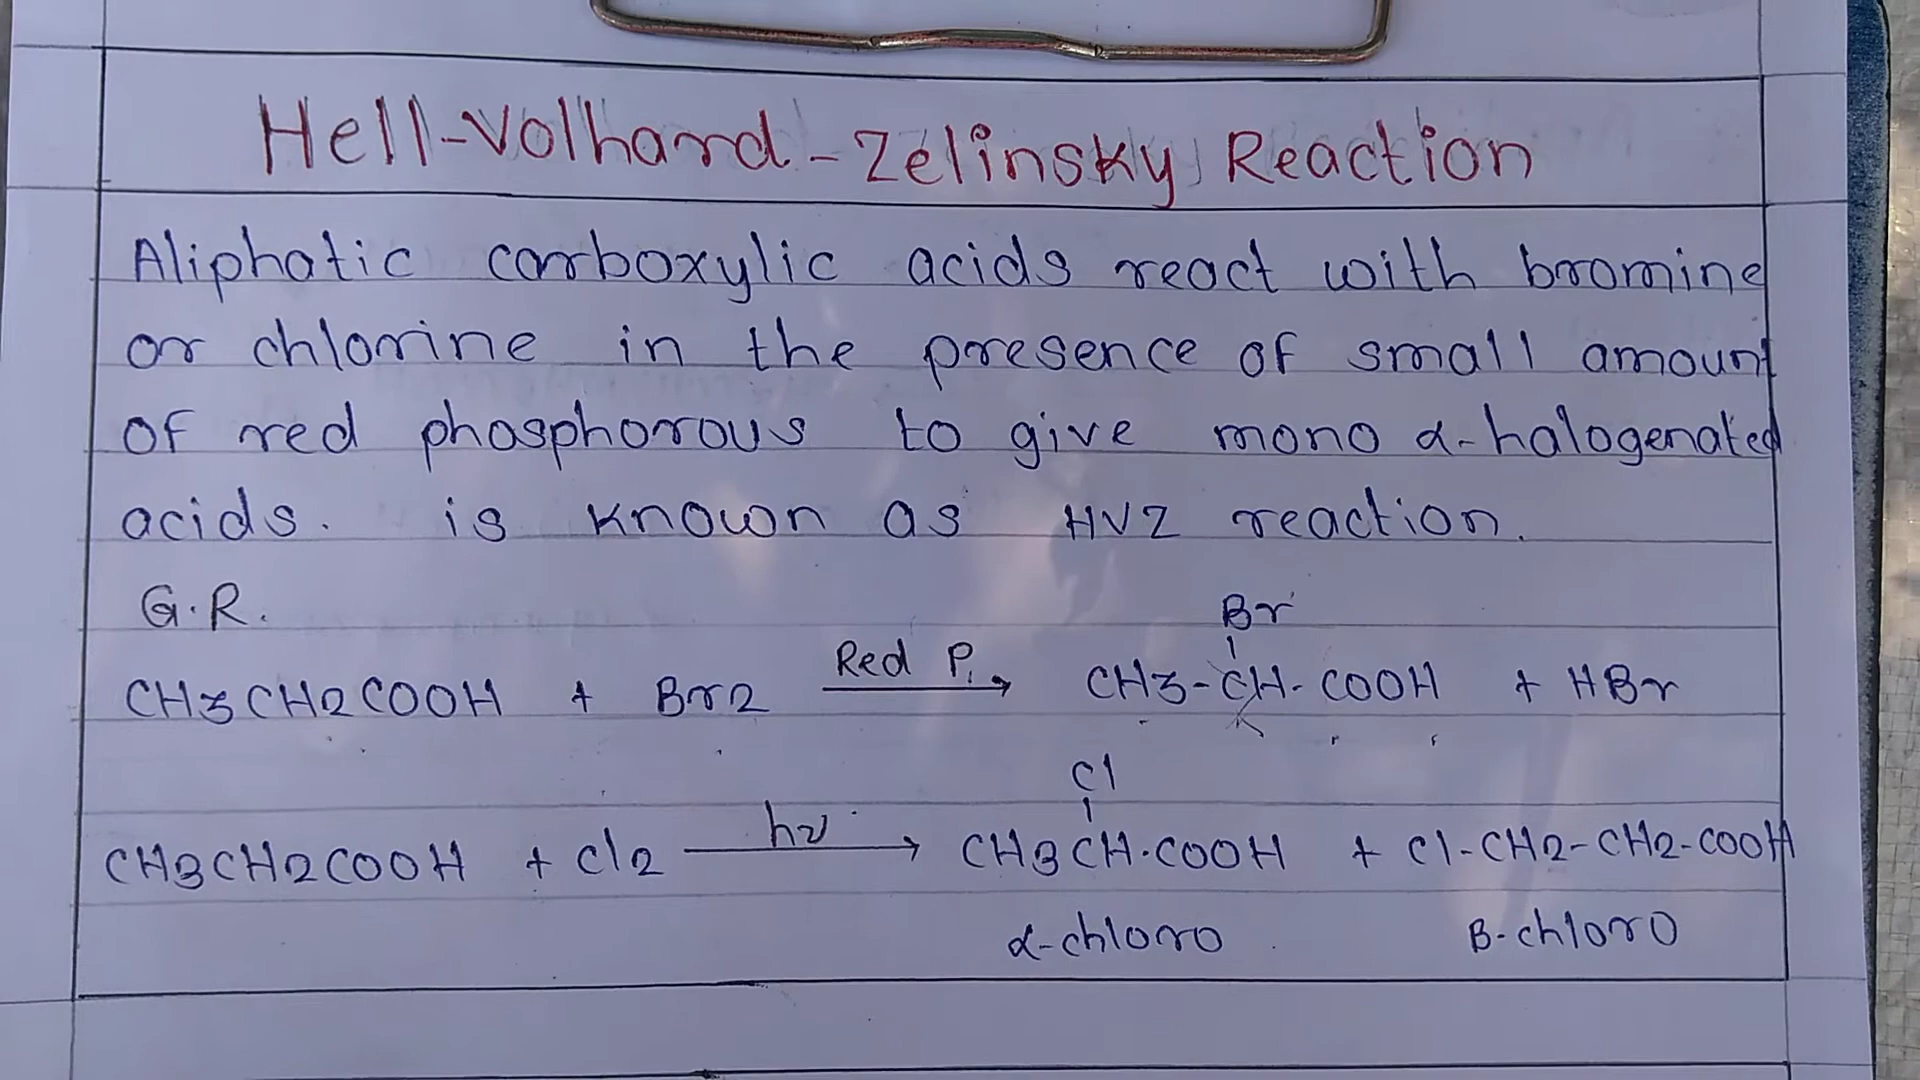 Hell-Volhard-Zelinsky Reaction
Aliphatic carboxylic acids react with bromine
or chlorine in the presence of small amount
of red phosphorous to give mono α-halogenated
acids. is known as HVZ reaction.
G.R.
Br
CH3CH2COOH + Br2 Red P. → CH3-CH-COOH + HBr
Cl
CH3CH2COOH + Cl2 hν → CH3CH-COOH + Cl-CH2-CH2-COOH
α-chloro B-chloro